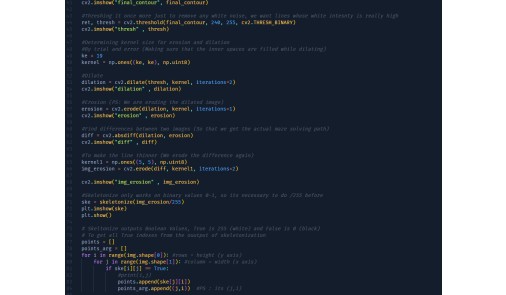 cv2.imshow("final_contour", final_contour)
#Thresking it once more just to remove any white noise, we want lines whose white intensity is really high
ret, thresh = cv2.threshold(final_contour, 240, 255, cv2.THRESH_BINARY)
cv2.imshow("thresh" , thresh)
#Determining kernel size for erosion and dilation
#By trial and error (Making sure that the inner spaces are filled while dilating)
ke = 10
kernel = np.ones((ke, ke), np.uint8)
#Dilate
dilation = cv2.dilate(thresh, kernel, iterations=2)
cv2.imshow("dilation" , dilation)
#Erosion (PS: We are eroding the dilated image)
erosion = cv2.erode(dilation, kernel, iterations=1)
cv2.imshow("erosion" , erosion)
#Find differences between two images (So that we get the actual maze solving path)
diff = cv2.absdiff(dilation, erosion)
cv2.imshow("diff" , diff)
#To make the line thinner (We erode the difference again)
kernel1 = np.ones((5, 5), np.uint8)
img_erosion = cv2.erode(diff, kernel1, iterations=2)
cv2.imshow("img_erosion" , img_erosion)
#Skeletonize only works on binary values 0-1, so its necessary to do /255 before
ske = skeletonize(img_erosion/255)
plt.imshow(ske)
plt.show()
# Skeletonize outputs Boolean values, True is 255 (white) and False is 0 (black)
# To get all True indexes from the output of skeletonisation
points = []
points_arg = []
for i in range(img.shape[0]): #rows = height (y axis)
for j in range(img.shape[1]): #column = width (x axis)
if ske[i][j] == True:
#print(i,j)
points.append(ske[j][i])
points_arg.append((j,i)) #PS : its (j,i)